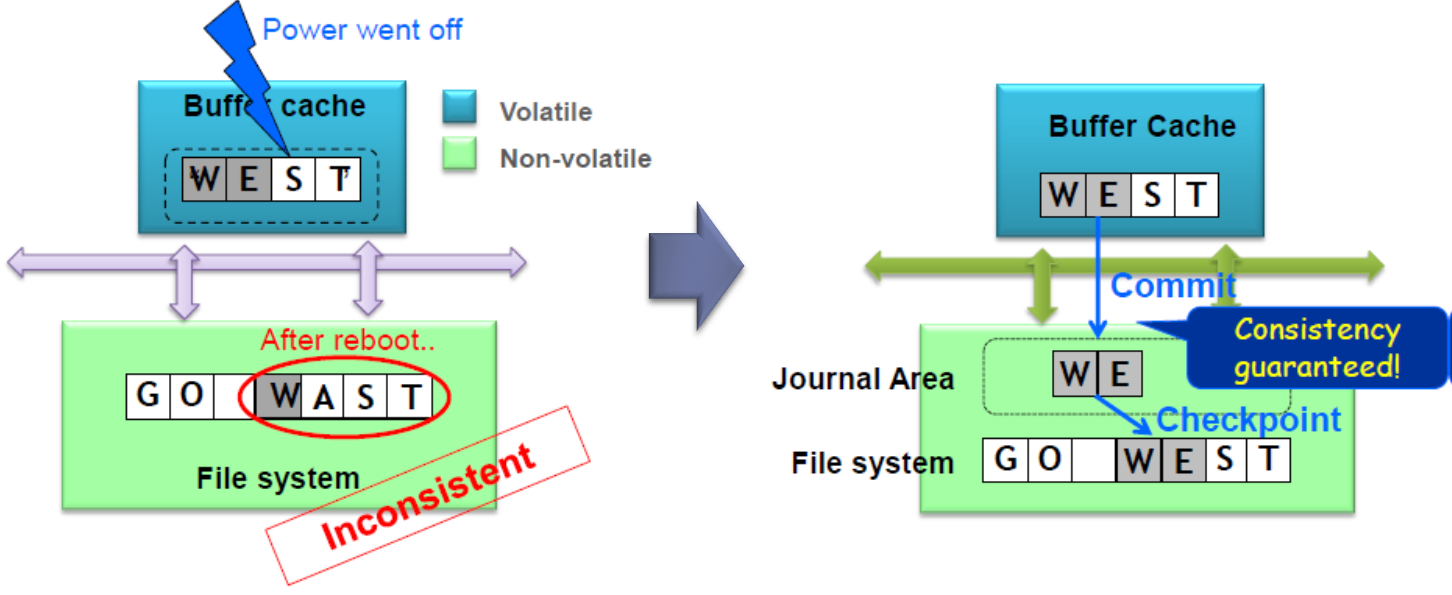 Power went off
Buffer cache
W E S T
Volatile
Non-volatile
After reboot..
G O W A S T
File system
Inconsistent
Buffer Cache
W E S T
Commit
Consistency
guaranteed!
Journal Area
W E
Checkpoint
File system
G O W E S T